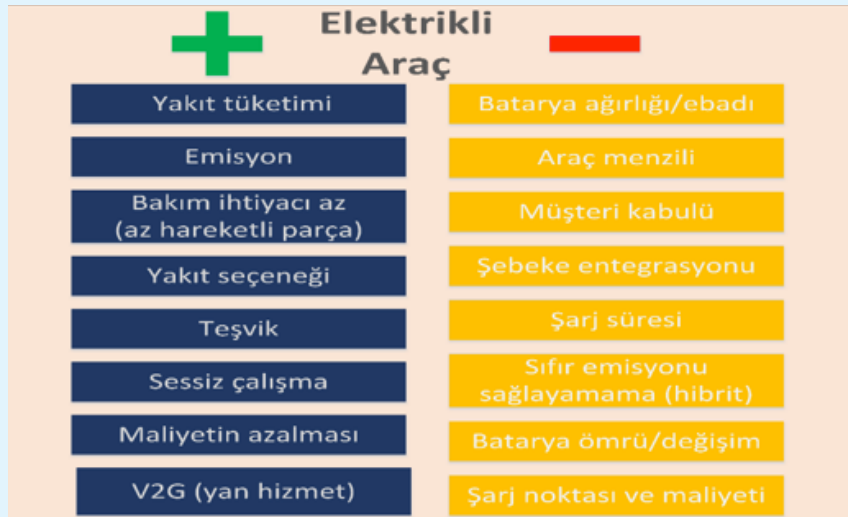 Elektrikli
Araç
Yakıt tüketimi
Emisyon
Bakım ihtiyacı az
(az hareketli parça)
Yakıt seçeneği
Teşvik
Sessiz çalışma
Maliyetin azalması
V2G (yan hizmet)
Batarya ağırlığı/ebadı
Araç menzili
Müşteri kabulü
Şebeke entegrasyonu
Şarj süresi
Sıfır emisyonu
sağlayamama (hibrit)
Batarya ömrü/değişim
Şarj noktası ve maliyeti